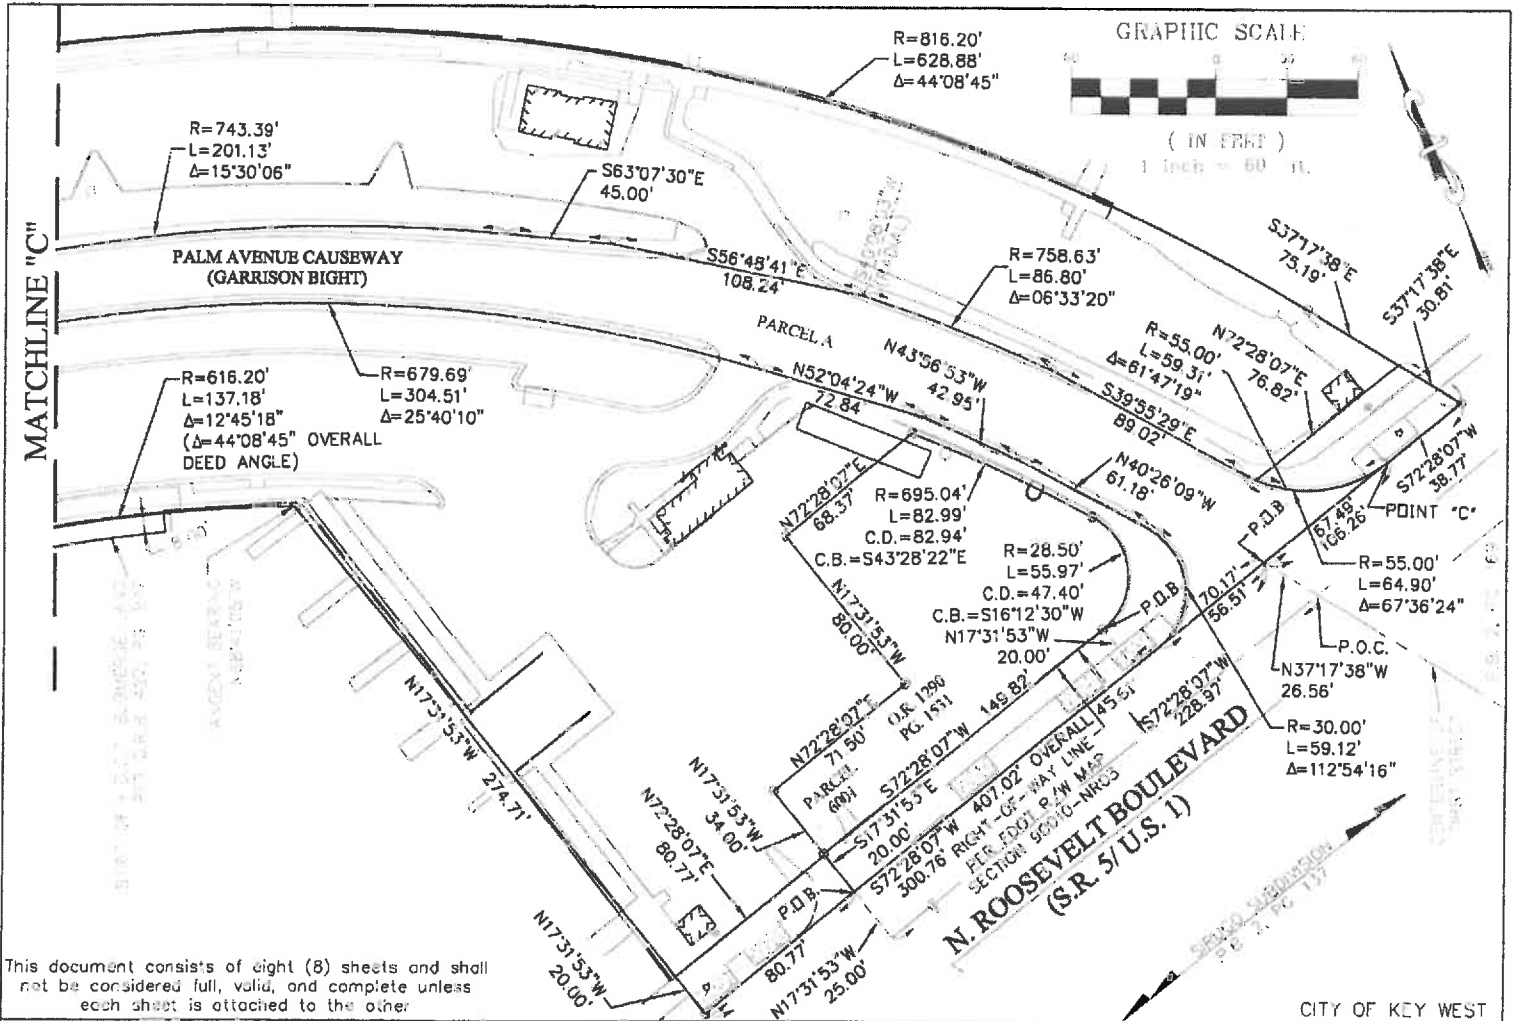 GRAPHIC SCALE
60
0
60
( IN FEET )
1 inch = 60 ft.
R=816.20'
L=628.88'
Δ=44°08'45"
R=743.39'
L=201.13'
Δ=15°30'06"
S63°07'30"E
45.00'
MATCHLINE "C"
PALM AVENUE CAUSEWAY
(GARRISON BIGHT)
S56°48'41"E
108.24'
R=758.63'
L=86.80'
Δ=06°33'20"
S37°17'38"E
75.19'
S37°17'38"E
30.81'
PARCEL A
N43°56'53"W
42.95'
R=55.00'
L=59.31'
Δ=61°47'19"
N72°28'07"E
76.82'
R=616.20'
L=137.18'
Δ=12°45'18"
(Δ=44°08'45" OVERALL
DEED ANGLE)
R=679.69'
L=304.51'
Δ=25°40'10"
N52°04'24"W
72.84'
S39°55'29"E
89.02'
N40°26'09"W
61.18'
S72°28'07"W
38.77'
N72°28'07"E
68.37'
R=695.04'
L=82.99'
C.D.=82.94'
C.B.=S43°28'22"E
P.O.B
67.49'
106.26'
POINT "C"
R=28.50'
L=55.97'
C.D.=47.40'
C.B.=S16°12'30"W
N17°31'53"W
20.00'
R=55.00'
L=64.90'
Δ=67°36'24"
N17°31'53"W
80.00'
P.O.B
70.17'
56.51'
P.O.C.
N37°17'38"W
26.56'
R=30.00'
L=59.12'
Δ=112°54'16"
N17°31'53"W
274.71'
N72°28'07"E
71.50'
O.R. 1290
PG. 1531
S72°28'07"W 149.82'
45.61'
S72°28'07"W
228.97'
PARCEL
N17°31'53"W
34.00'
N72°28'07"E
80.77'
S17°31'53"E
20.00'
S72°28'07"W 407.02' OVERALL
300.76' RIGHT-OF-WAY LINE
PER FDOT R/W MAP
SECTION 90010-NR03
N. ROOSEVELT BOULEVARD
(S.R. 5/ U.S. 1)
P.O.B
N17°31'53"W
20.00'
80.77'
N17°31'53"W
25.00'
SUBDIVISION
This document consists of eight (8) sheets and shall
not be considered full, valid, and complete unless
each sheet is attached to the other
CITY OF KEY WEST